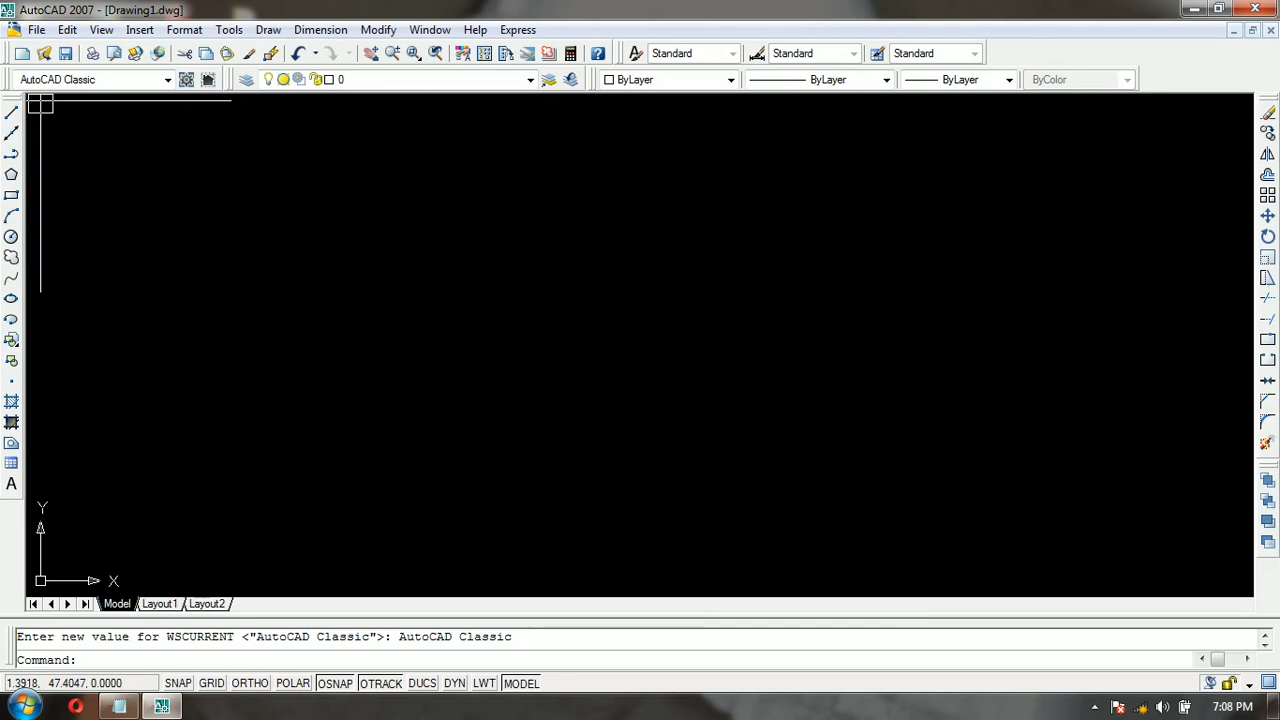 AutoCAD 2007 - [Drawing1.dwg]
File Edit View Insert Format Tools Draw Dimension Modify Window Help Express
Standard Standard Standard
AutoCAD Classic 0 ByLayer ByLayer ByLayer ByColor
A
Y
X
Model Layout1 Layout2
Enter new value for WSCURRENT <"AutoCAD Classic">: AutoCAD Classic
Command:
1.3918, 47.4047, 0.0000 SNAP GRID ORTHO POLAR OSNAP OTRACK DUCS DYN LWT MODEL
7:08 PM